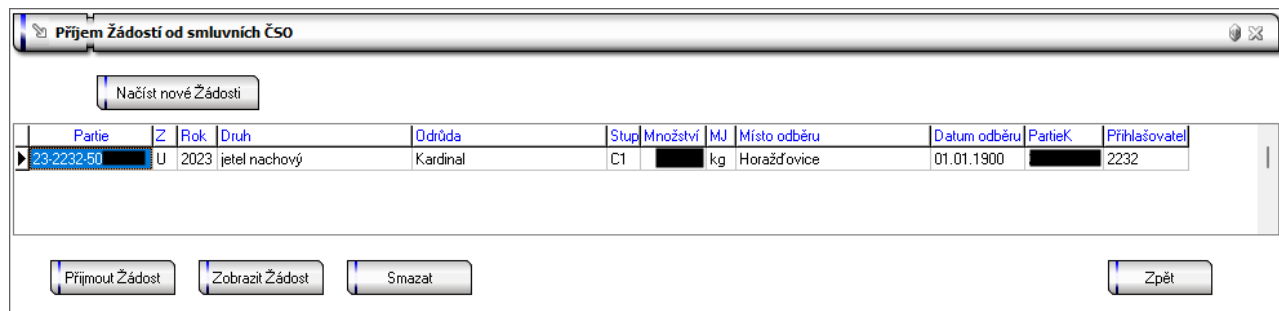 Příjem Žádostí od smluvních ČSO
Načíst nové Žádosti
Partie Z Rok Druh Odrůda Stup Množství MJ Místo odběru Datum odběru PartieK Přihlašovatel
23-2232-50 U 2023 jetel nachový Kardinal C1 kg Horažďovice 01.01.1900 2232
Přijmout Žádost Zobrazit Žádost Smazat Zpět